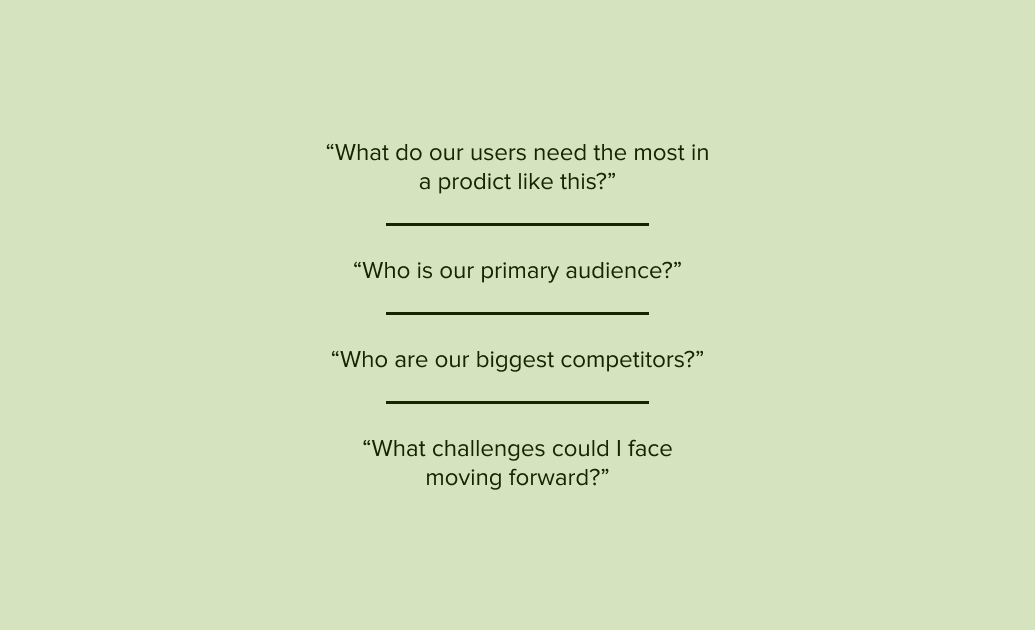 “What do our users need the most in
a prodict like this?”
“Who is our primary audience?”
“Who are our biggest competitors?”
“What challenges could I face
moving forward?”